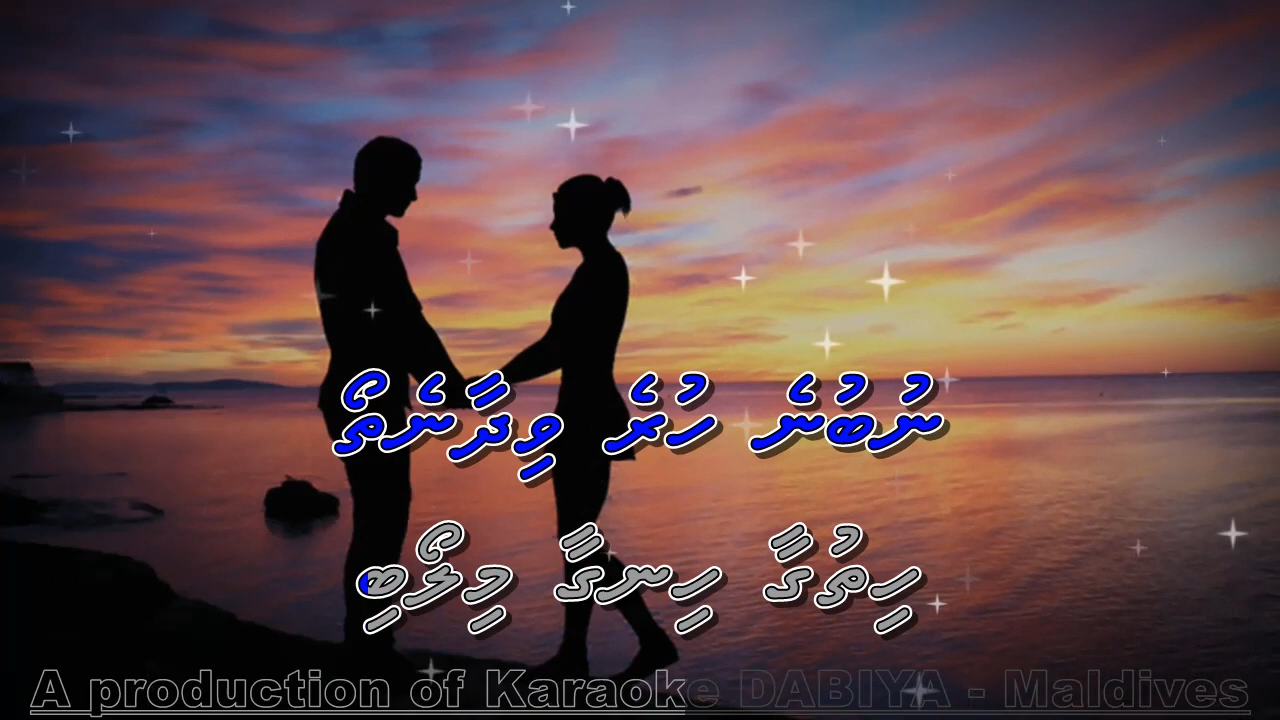 ނުބުނެ ހުރެ ވިދާނެތޯ
ހިތުގާ ހިނގާ މިލޯބި
A production of Karaoke DABIYA - Maldives